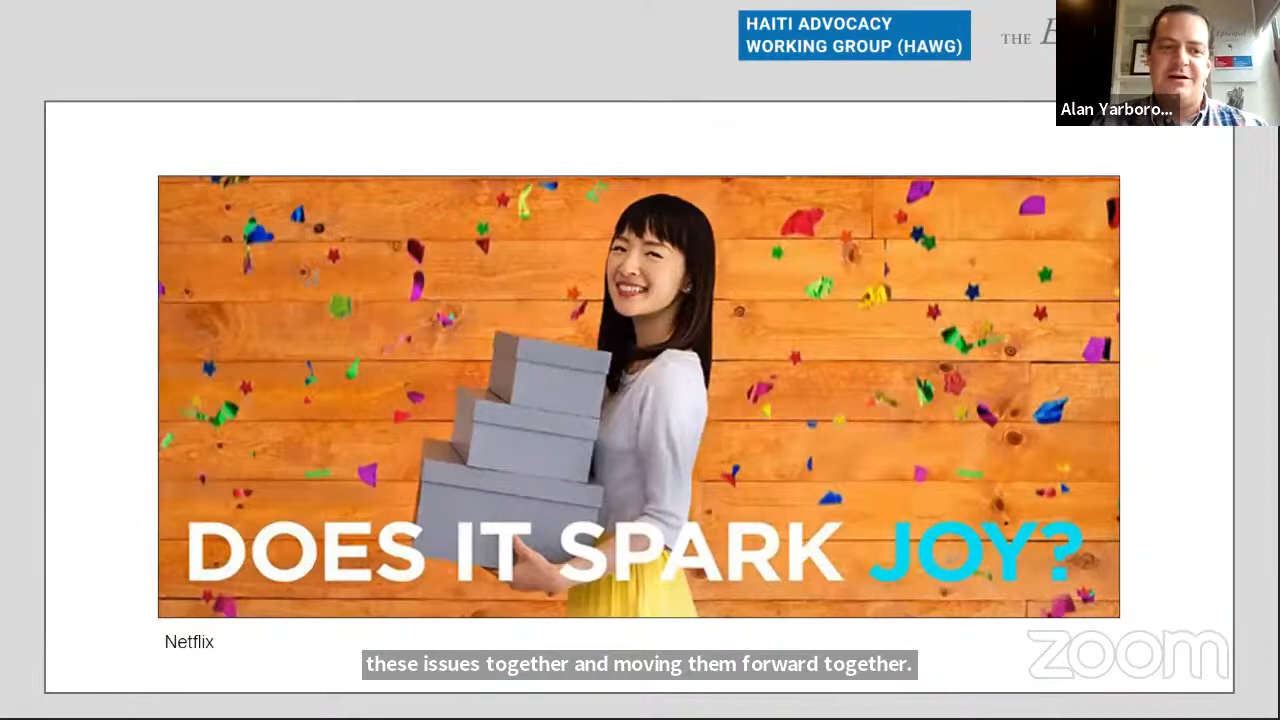 HAITI ADVOCACY
WORKING GROUP (HAWG)
THE
Alan Yarboro...
DOES IT SPARK JOY?
Netflix
these issues together and moving them forward together.
zoom